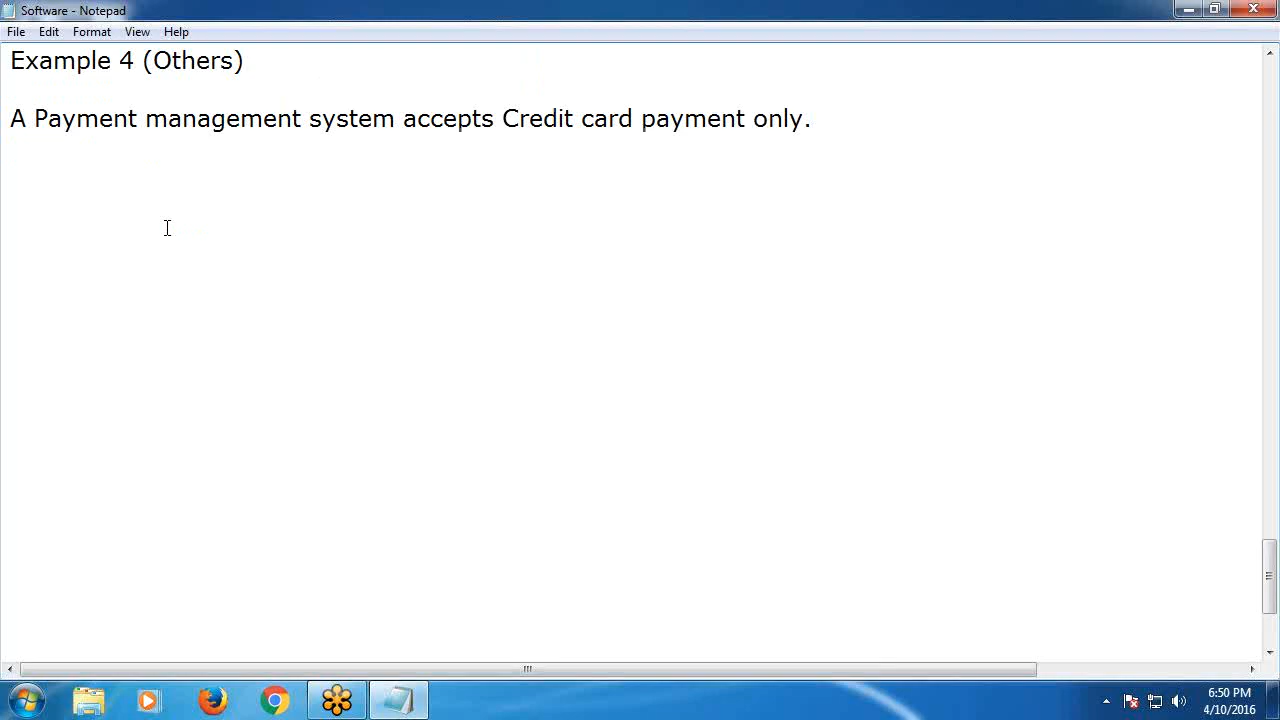 Software - Notepad
File Edit Format View Help
Example 4 (Others)
A Payment management system accepts Credit card payment only.
6:50 PM
4/10/2016